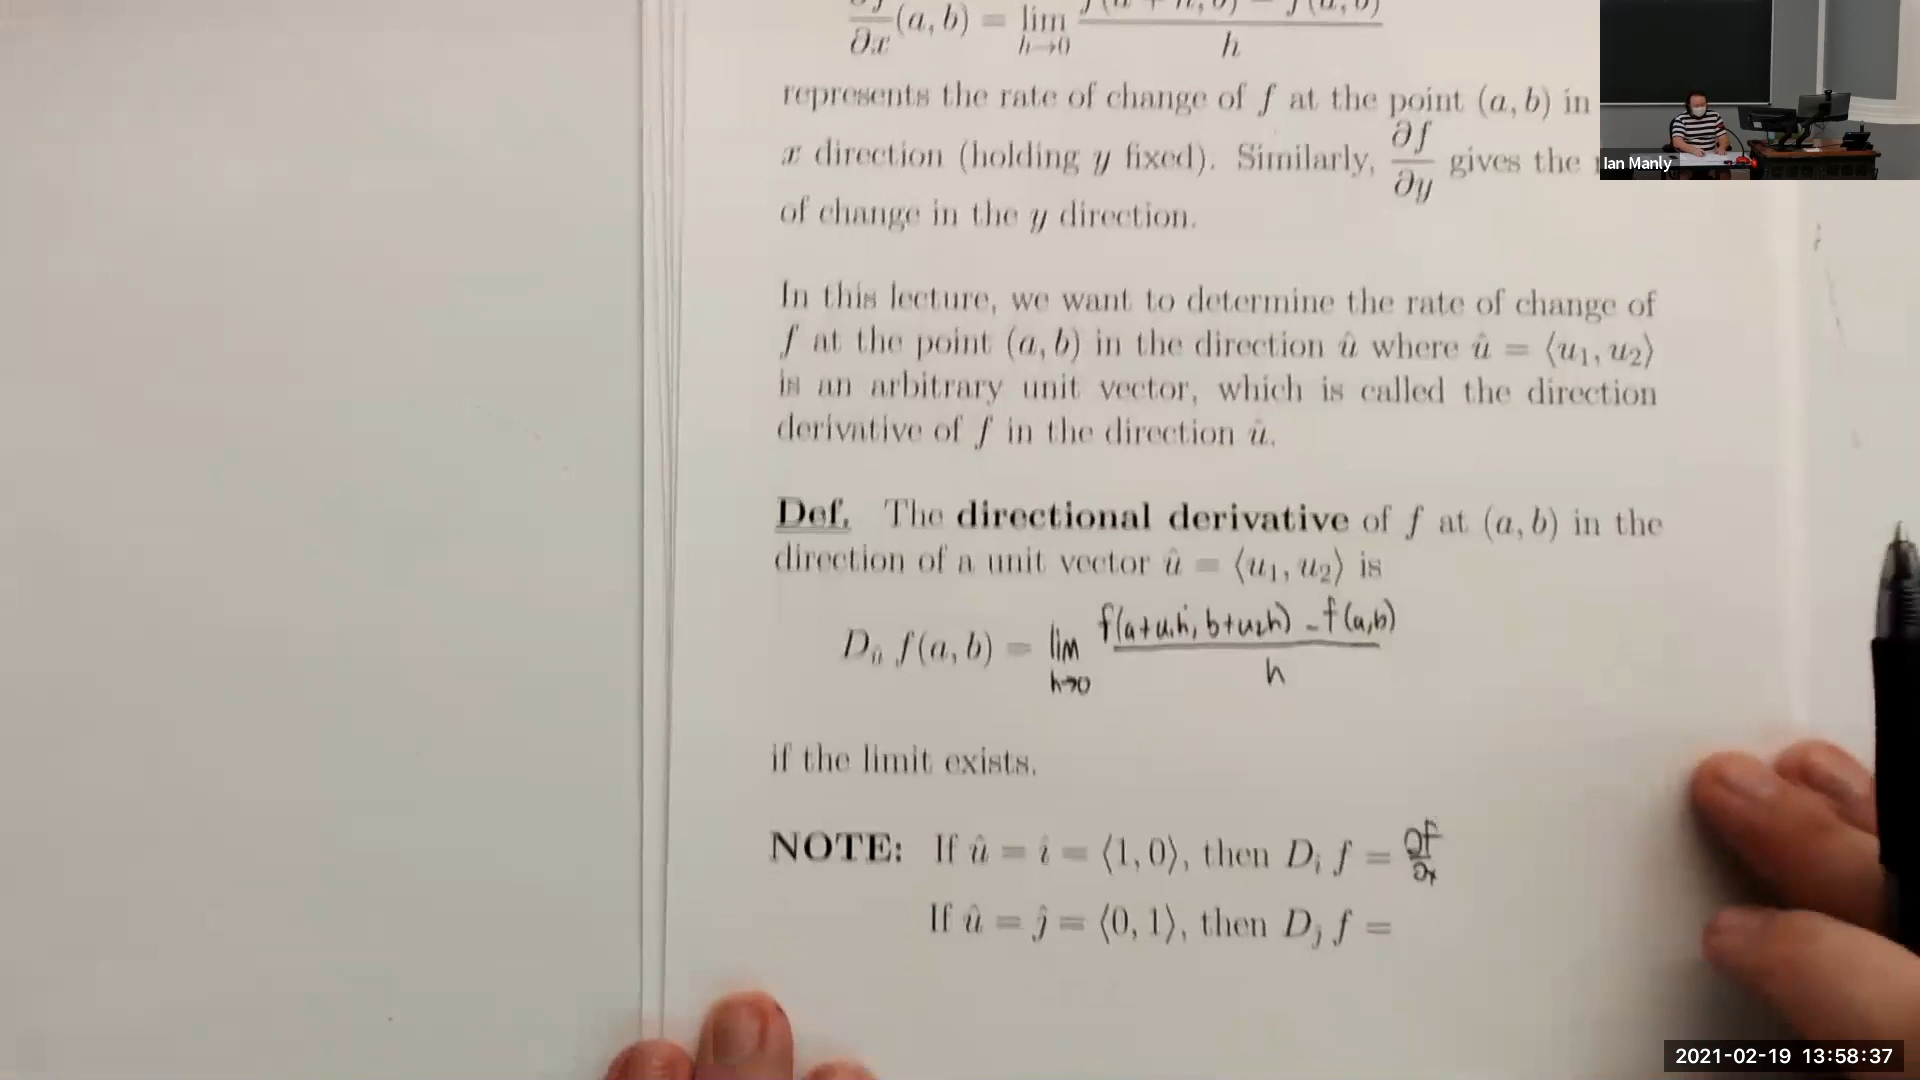 ∂f/∂x (a, b) = lim h→0 f(a + h, b) − f(a, b) / h
represents the rate of change of f at the point (a, b) in
x direction (holding y fixed). Similarly, ∂f/∂y gives the
of change in the y direction.
In this lecture, we want to determine the rate of change of
f at the point (a, b) in the direction û where û = ⟨u₁, u₂⟩
is an arbitrary unit vector, which is called the direction
derivative of f in the direction û.
Def. The directional derivative of f at (a, b) in the
direction of a unit vector û = ⟨u₁, u₂⟩ is
D_û f(a, b) = lim h→0 f(a+u₁h, b+u₂h) - f(a,b) / h
if the limit exists.
NOTE: If û = î = ⟨1, 0⟩, then D_î f = ∂f/∂x
If û = ĵ = ⟨0, 1⟩, then D_ĵ f =
Ian Manly
2021-02-19 13:58:37